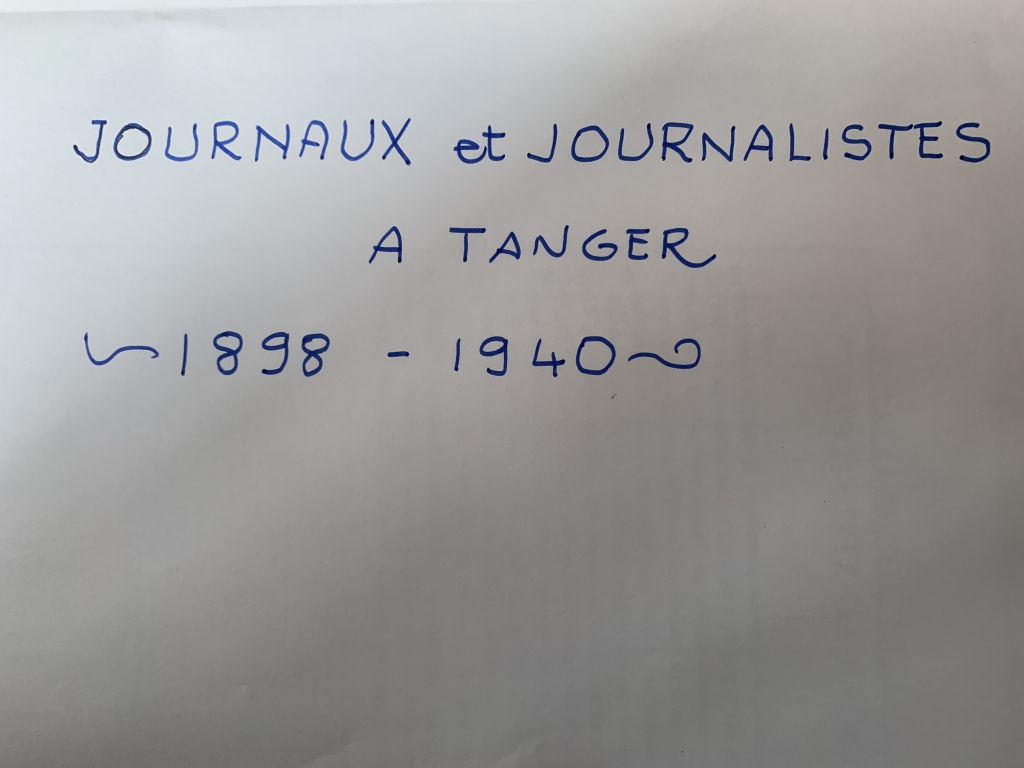 JOURNAUX et JOURNALISTES
A TANGER
1898 - 1940